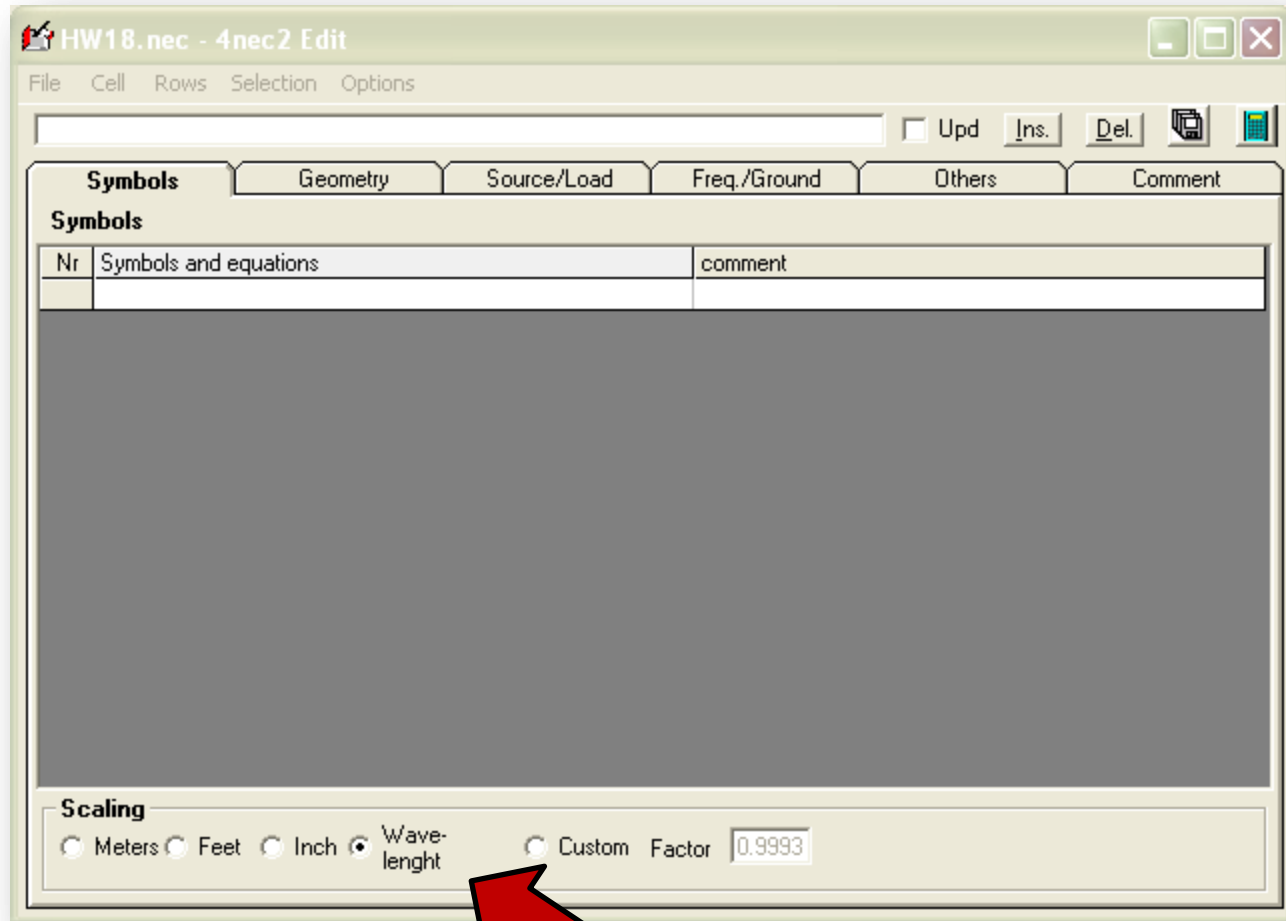 HW18.nec - 4nec2 Edit
File Cell Rows Selection Options
Upd Ins. Del.
Symbols Geometry Source/Load Freq./Ground Others Comment
Symbols
Nr Symbols and equations comment
Scaling
Meters Feet Inch Wave-
lenght Custom Factor 0.9993